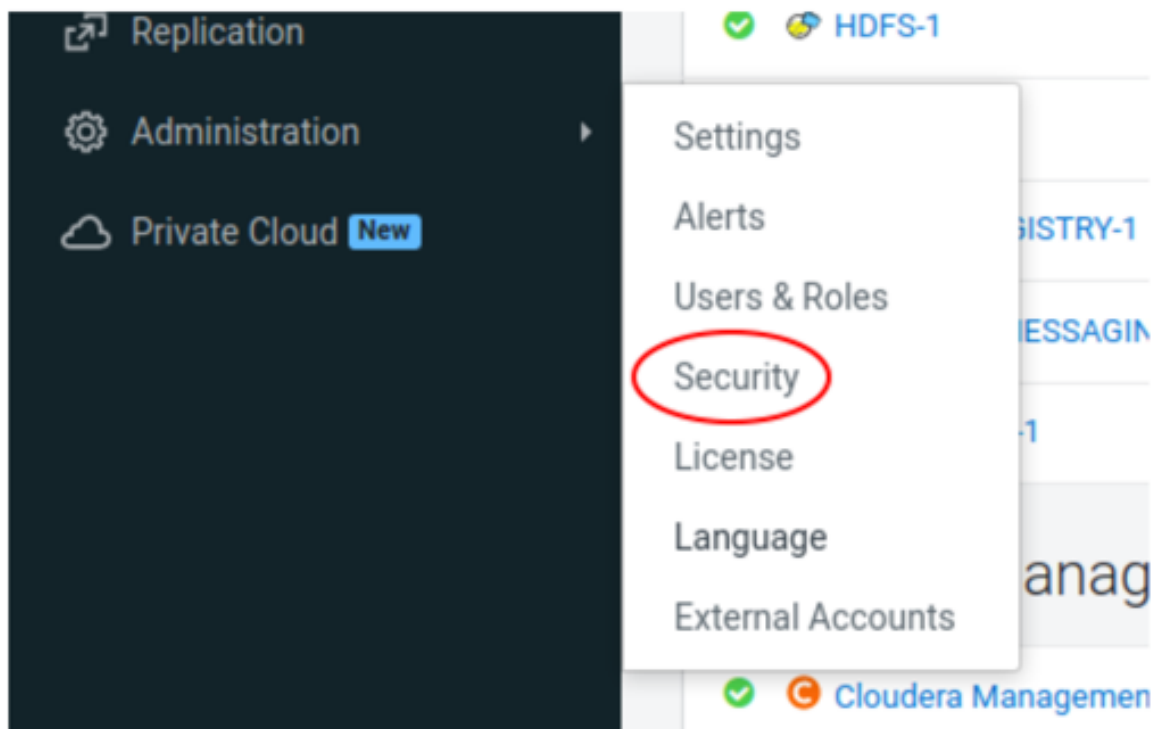 Replication
Administration
Private Cloud New
Settings
Alerts
Users & Roles
Security
License
Language
External Accounts
HDFS-1
GISTRY-1
ESSAGIN
-1
anag
Cloudera Managemen